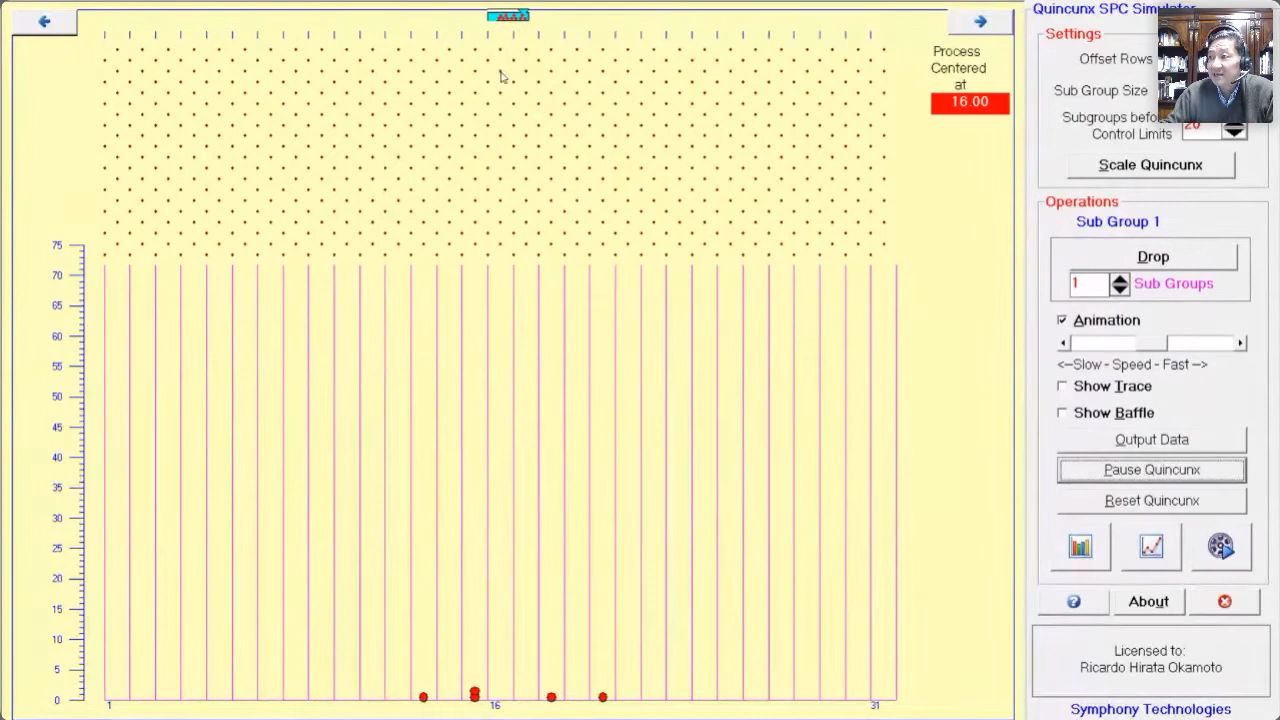 Quincunx SPC Simulator
Process
Centered
at
16.00
Settings
Offset Rows
Sub Group Size
Subgroups before
Control Limits
20
Scale Quincunx
Operations
Sub Group 1
Drop
1
Sub Groups
Animation
<--Slow - Speed - Fast -->
Show Trace
Show Baffle
Output Data
Pause Quincunx
Reset Quincunx
About
Licensed to:
Ricardo Hirata Okamoto
Symphony Technologies
75
70
65
60
55
50
45
40
35
30
25
20
15
10
5
0
1
16
31